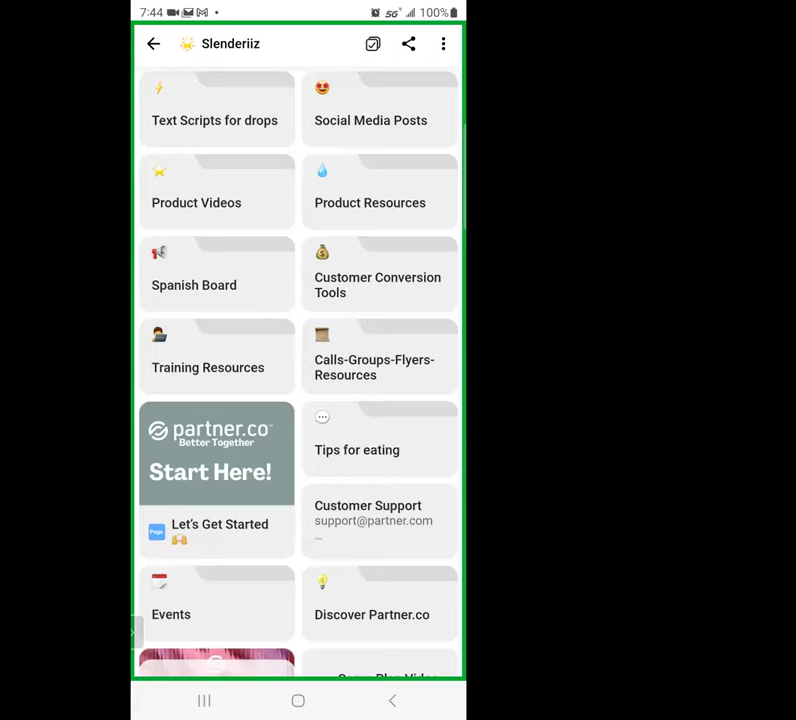 7:44
5G
100%
Slenderiiz
Text Scripts for drops
Social Media Posts
Product Videos
Product Resources
Spanish Board
Customer Conversion
Tools
Training Resources
Calls-Groups-Flyers-
Resources
partner.co
Better Together
Start Here!
Page
Let's Get Started
Tips for eating
Customer Support
support@partner.com
...
Events
Discover Partner.co